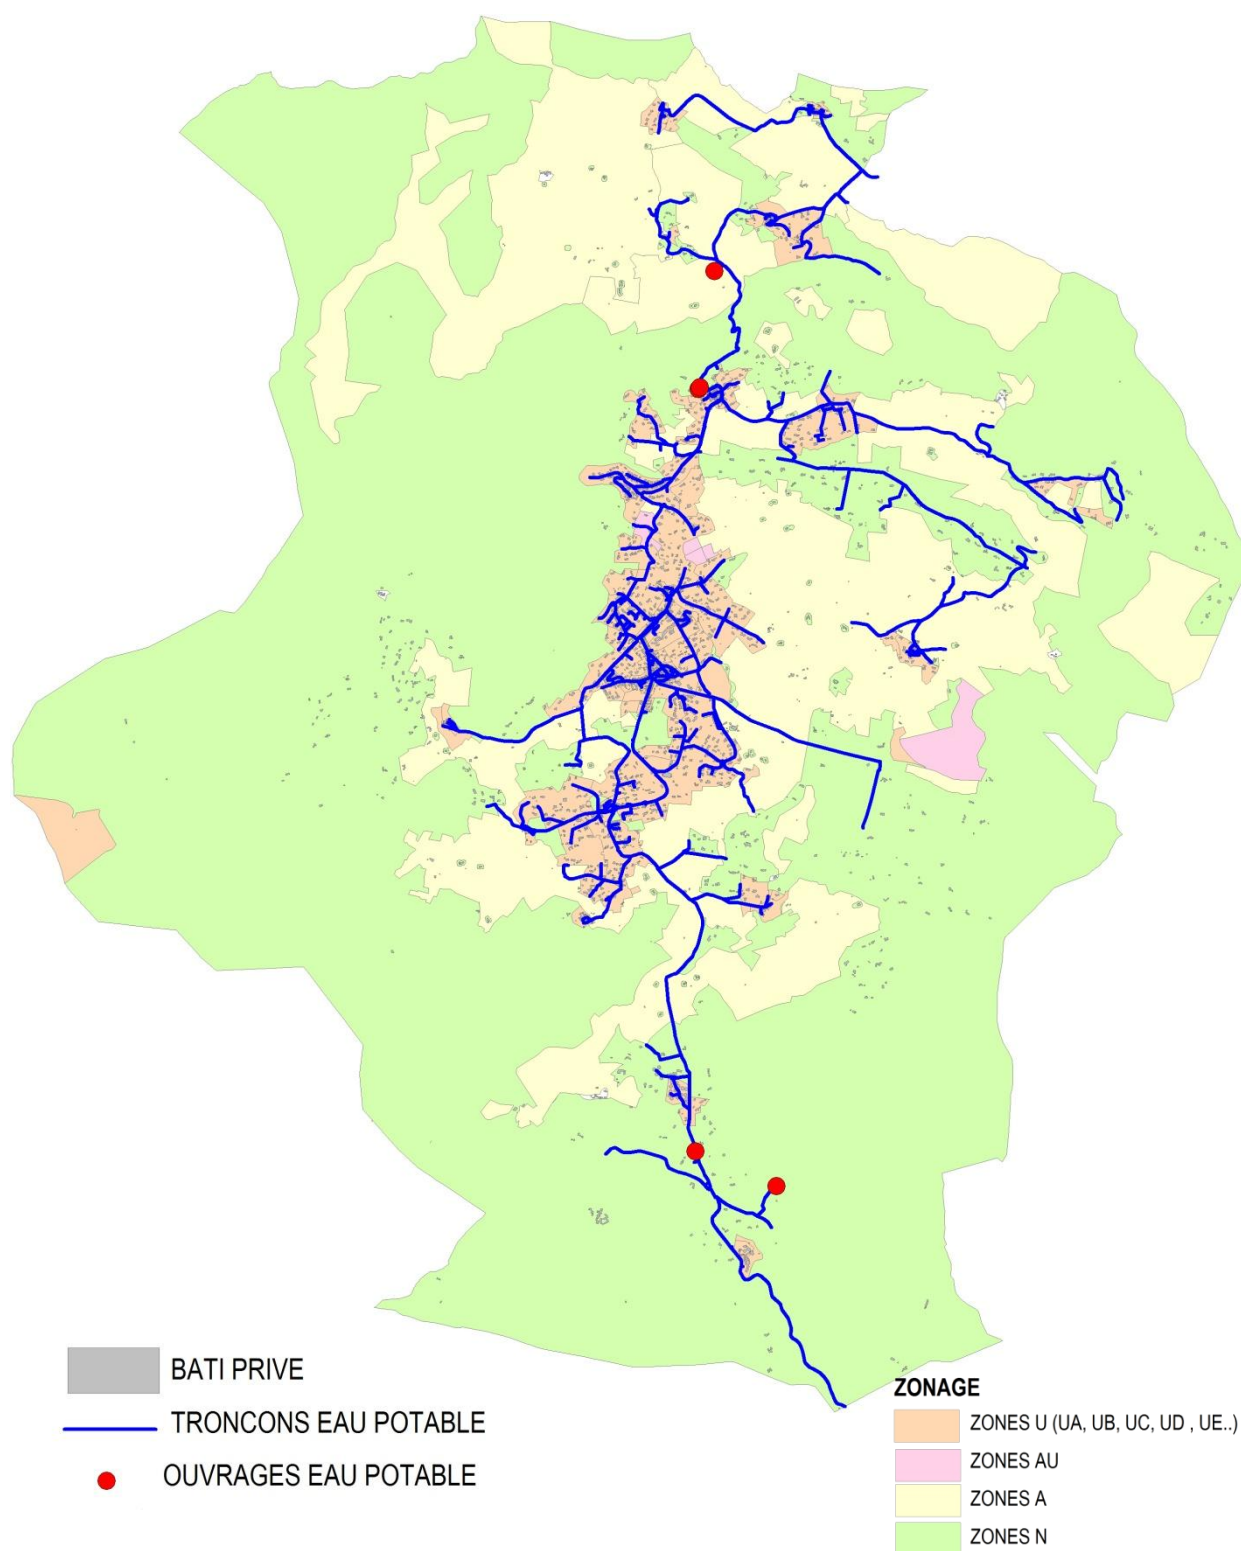 BATI PRIVE
TRONCONS EAU POTABLE
OUVRAGES EAU POTABLE
ZONAGE
ZONES U (UA, UB, UC, UD , UE..)
ZONES AU
ZONES A
ZONES N